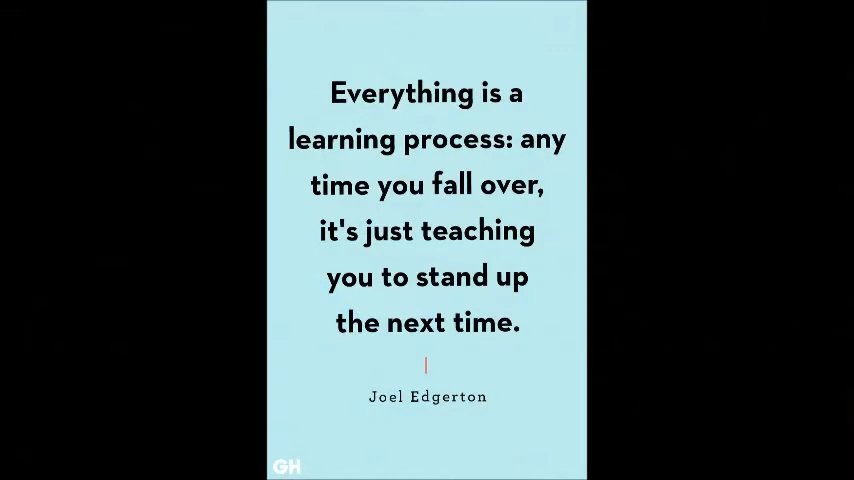 Everything is a
learning process: any
time you fall over,
it's just teaching
you to stand up
the next time.
Joel Edgerton
GH